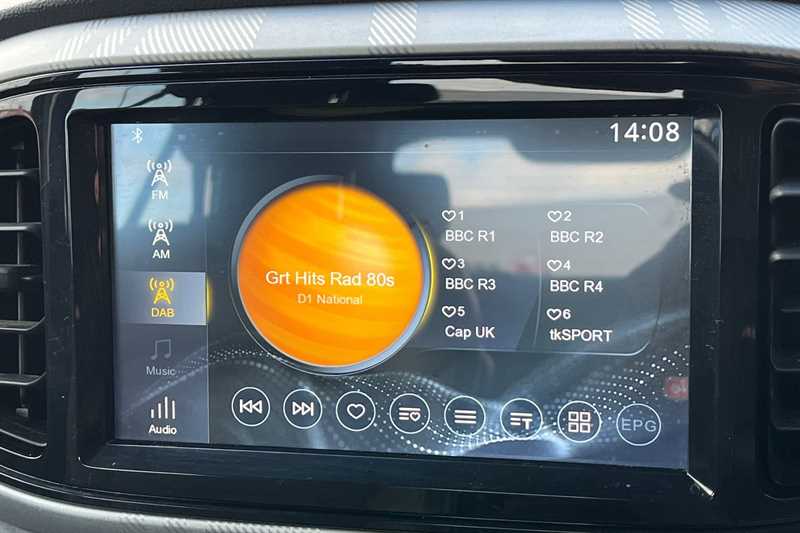 14:08
FM
AM
DAB
Music
Audio
Grt Hits Rad 80s
D1 National
1
BBC R1
2
BBC R2
3
BBC R3
4
BBC R4
5
Cap UK
6
tkSPORT
T
EPG